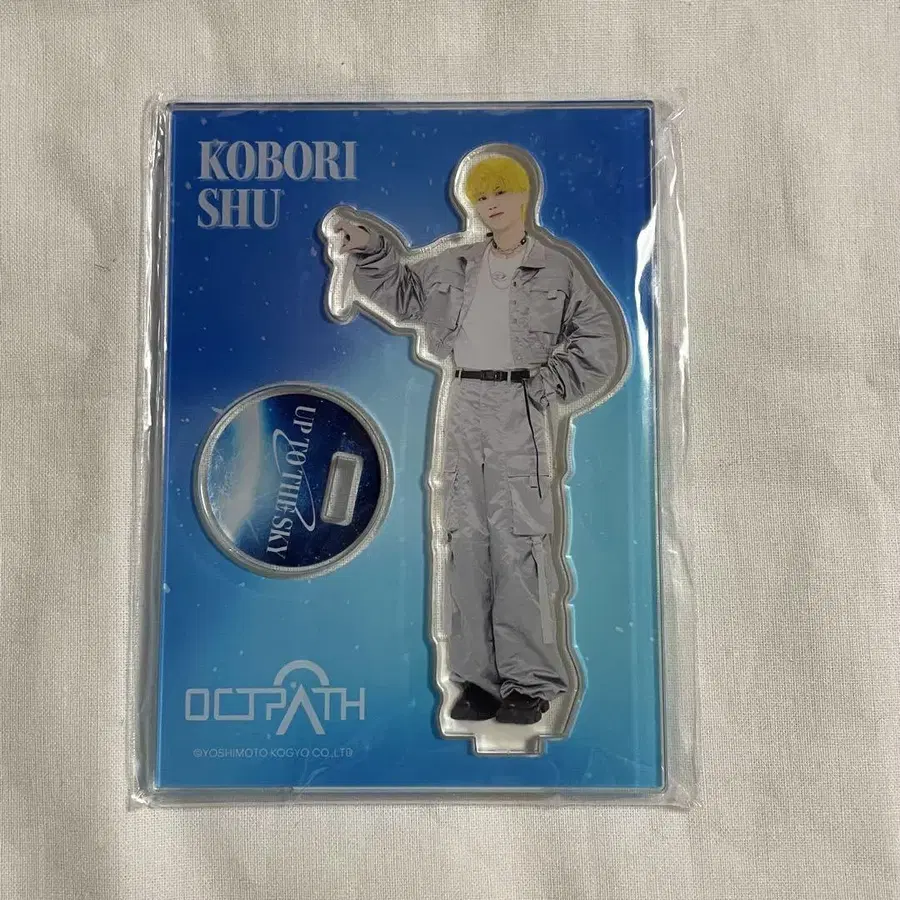 KOBORI
SHU
UP TO THE SKY
OCTPATH
©YOSHIMOTO KOGYO CO.,LTD